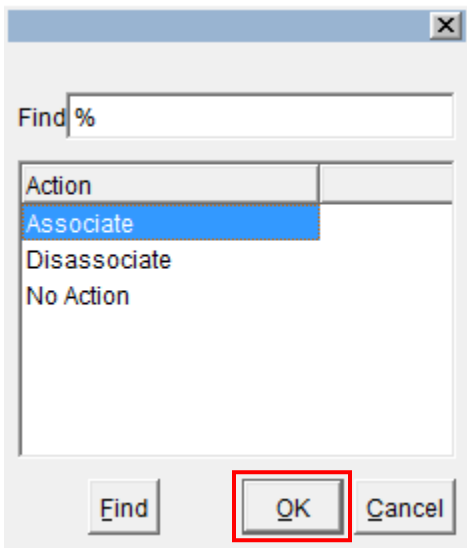 Find %
Action
Associate
Disassociate
No Action
Find OK Cancel